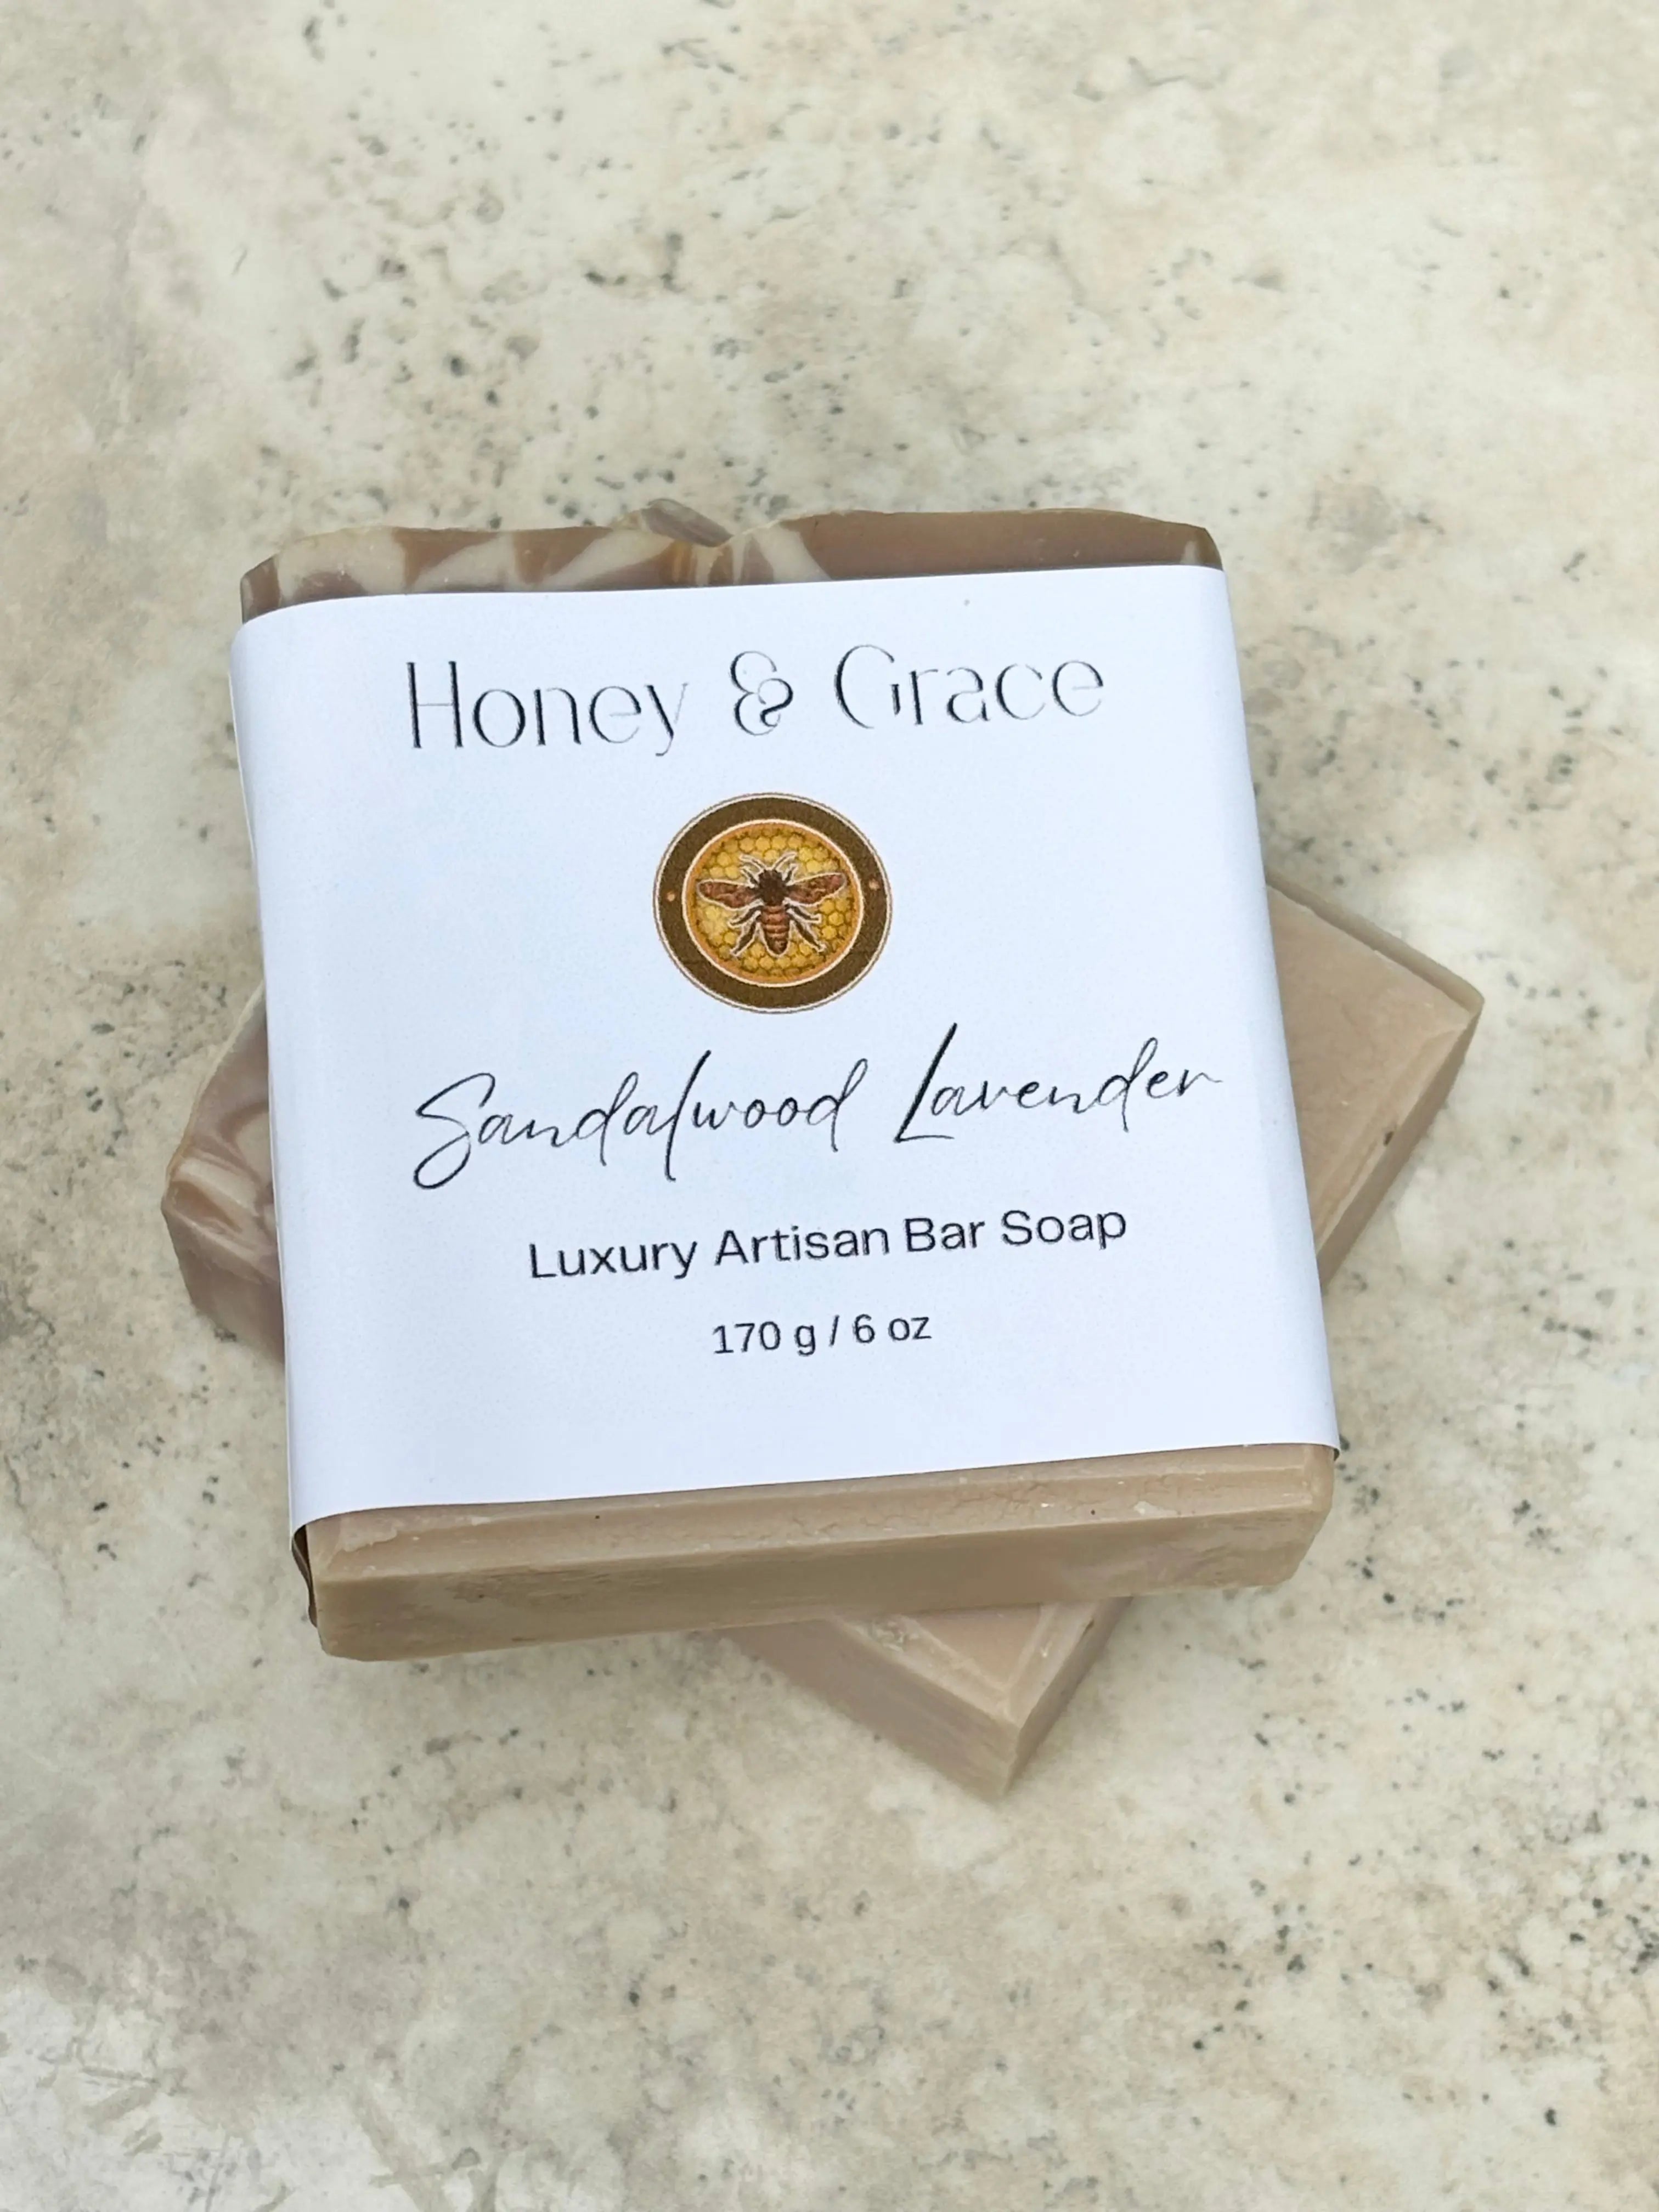 Honey & Grace
Sandalwood Lavender
Luxury Artisan Bar Soap
170 g / 6 oz